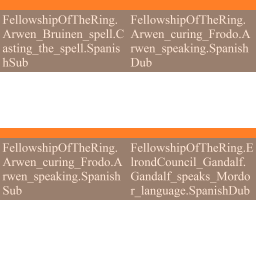 FellowshipOfTheRing.
Arwen_Bruinen_spell.C
asting_the_spell.Spanis
hSub
FellowshipOfTheRing.
Arwen_curing_Frodo.A
rwen_speaking.Spanish
Dub
FellowshipOfTheRing.
Arwen_curing_Frodo.A
rwen_speaking.Spanish
Sub
FellowshipOfTheRing.E
lrondCouncil_Gandalf.
Gandalf_speaks_Mordo
r_language.SpanishDub